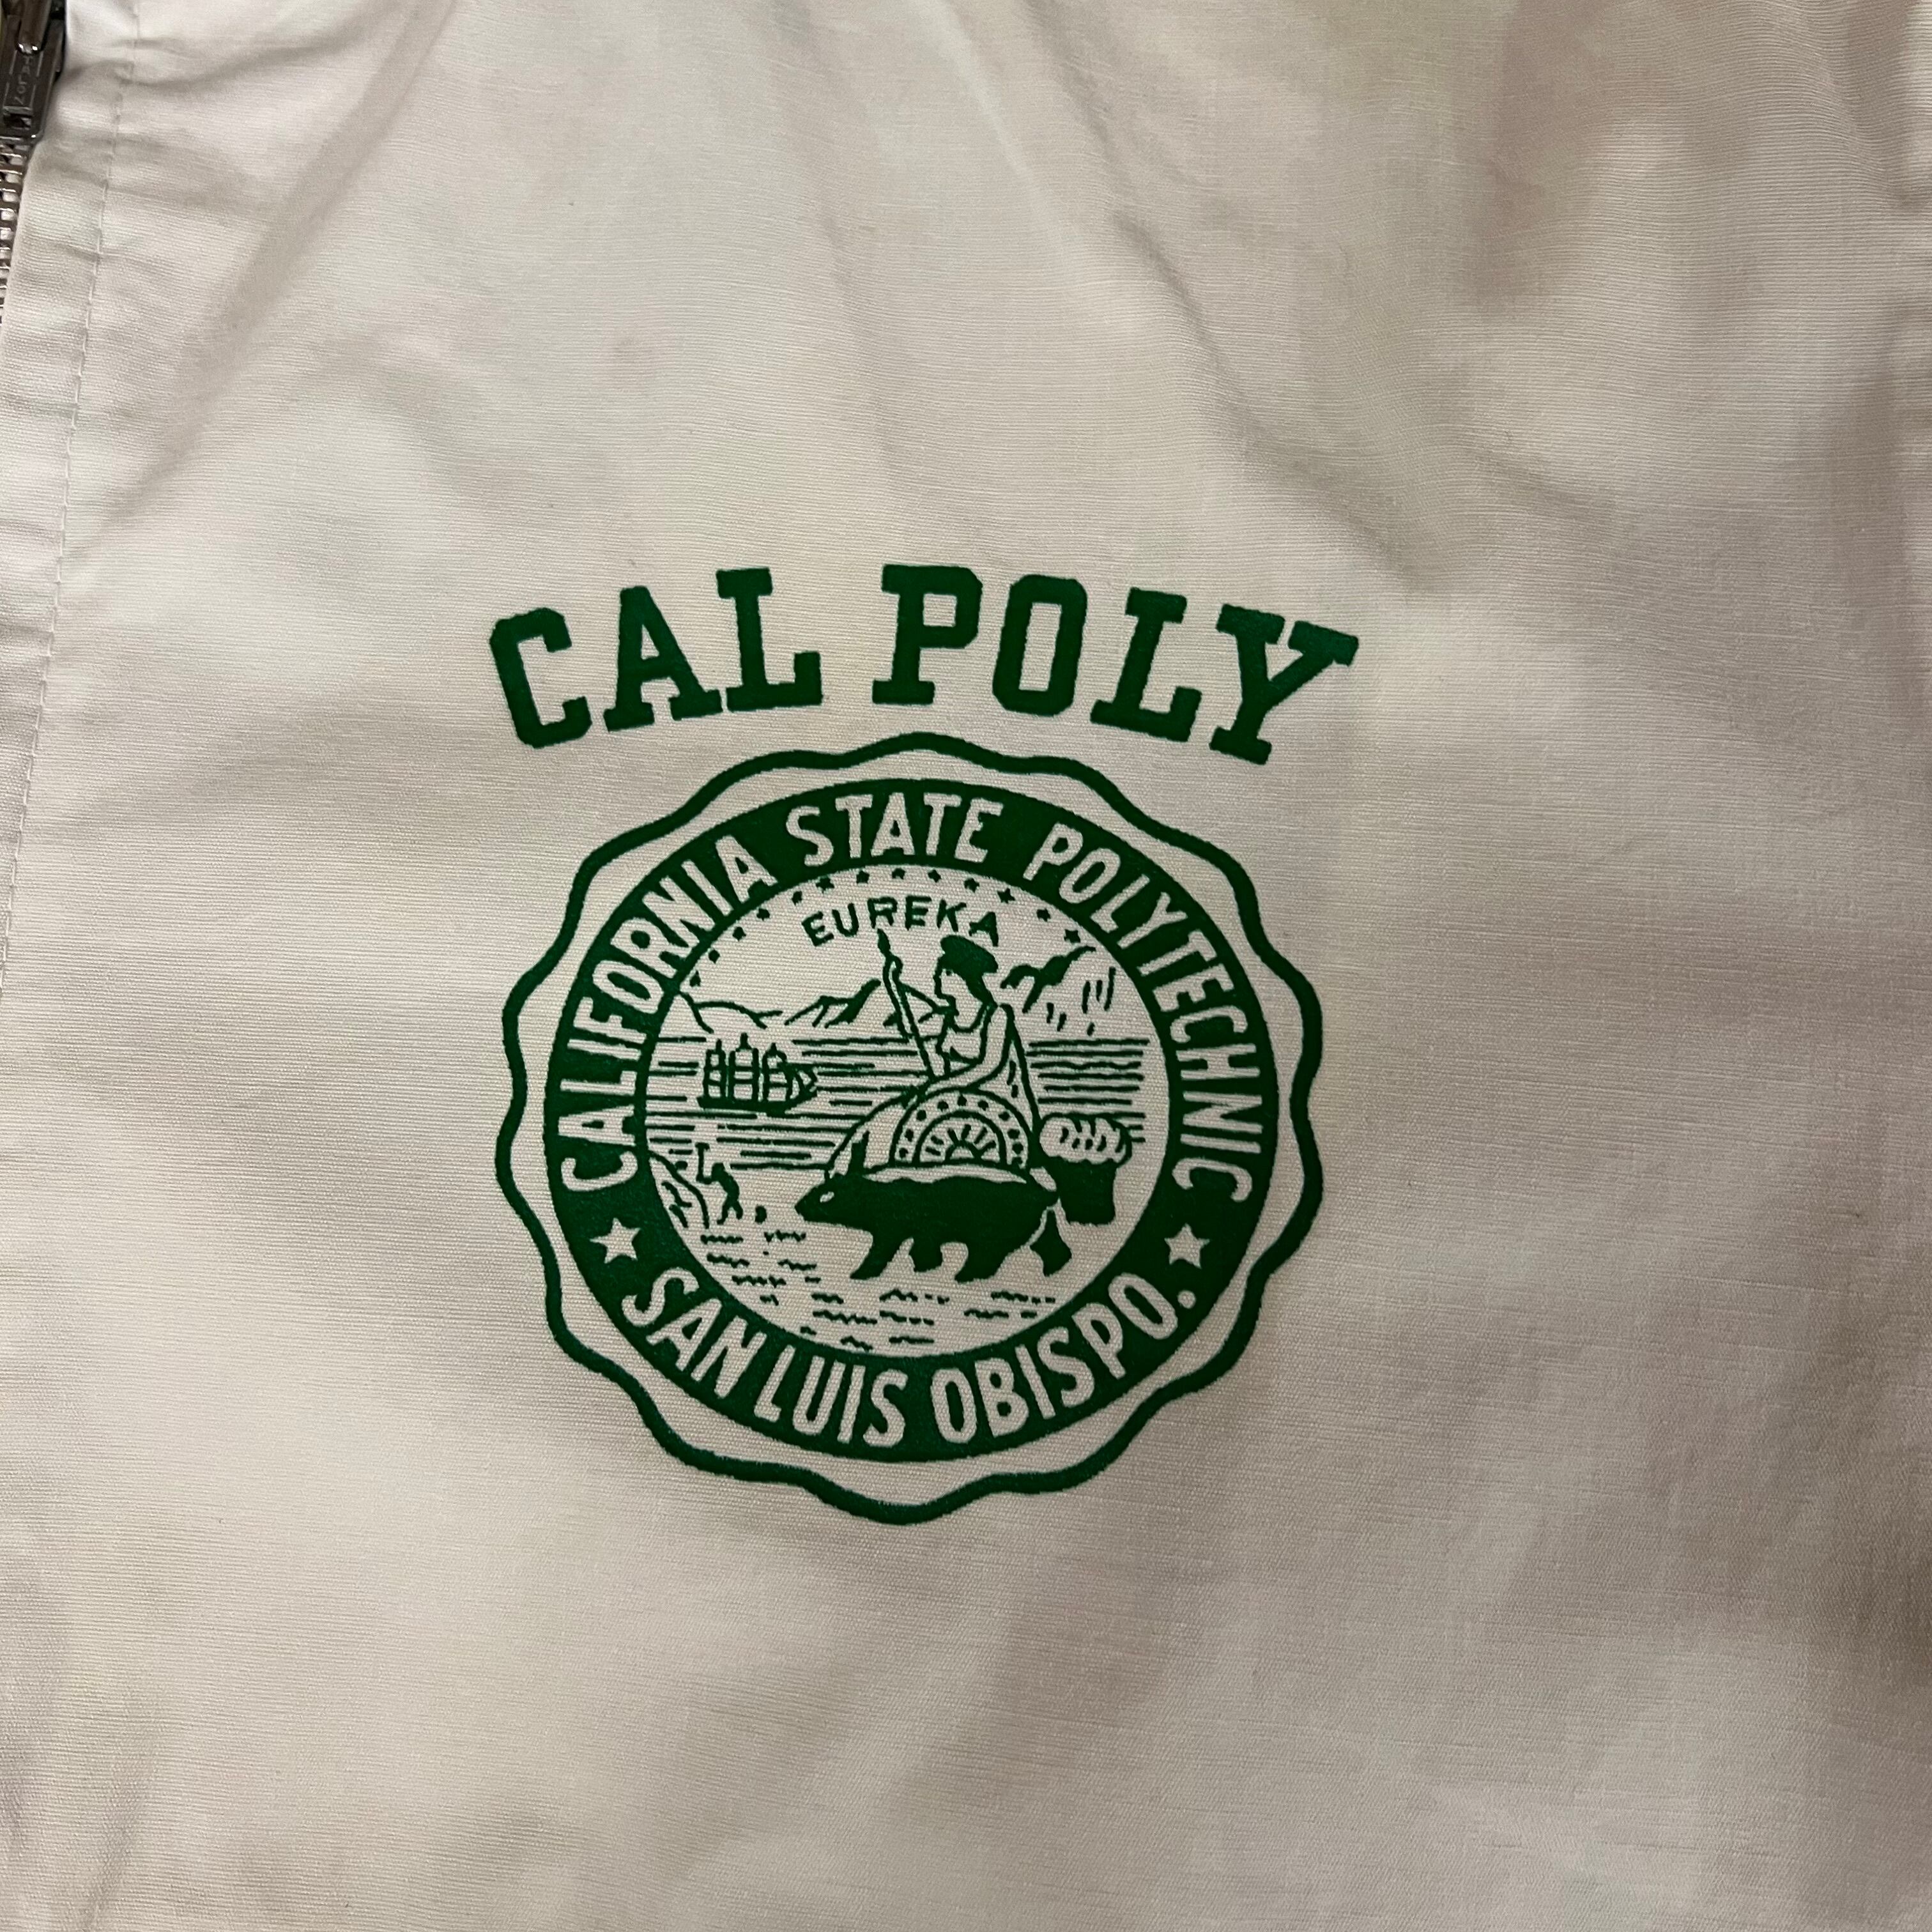 CAL POLY
CALIFORNIA STATE POLYTECHNIC
EUREKA
SAN LUIS OBISPO.